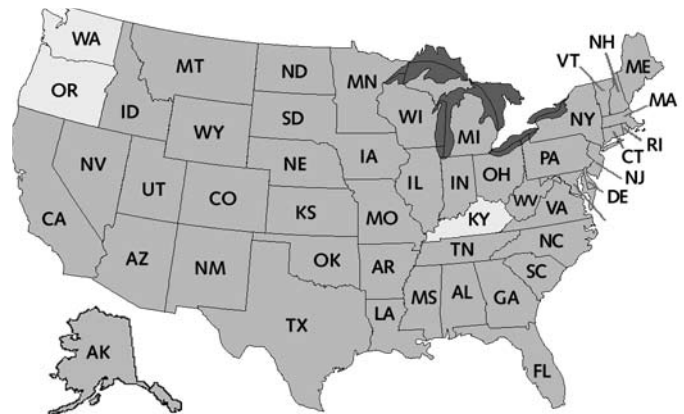 WA
MT
ND
MN
VT
NH
ME
OR
ID
WY
SD
WI
MI
NY
MA
RI
CT
NV
UT
CO
NE
IA
IL
IN
OH
PA
NJ
DE
CA
AZ
NM
KS
MO
KY
WV
VA
OK
AR
TN
NC
SC
TX
LA
MS
AL
GA
FL
AK